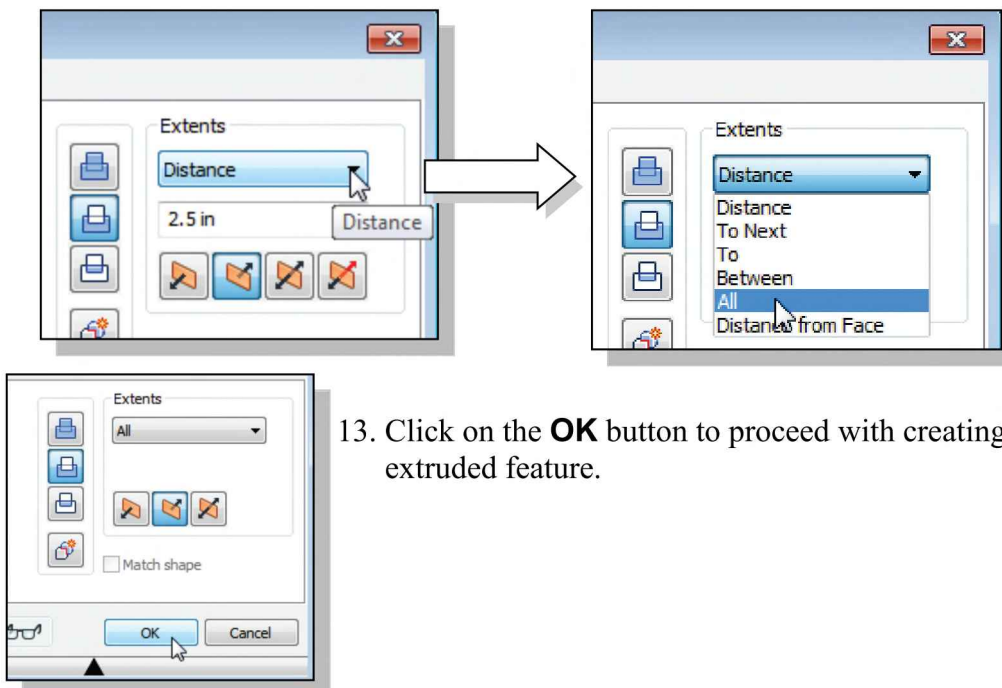 Extents
Distance
2.5 in
Distance
Extents
Distance
Distance
To Next
To
Between
All
Distance from Face
Extents
All
Match shape
OK
Cancel
13. Click on the OK button to proceed with creating
extruded feature.